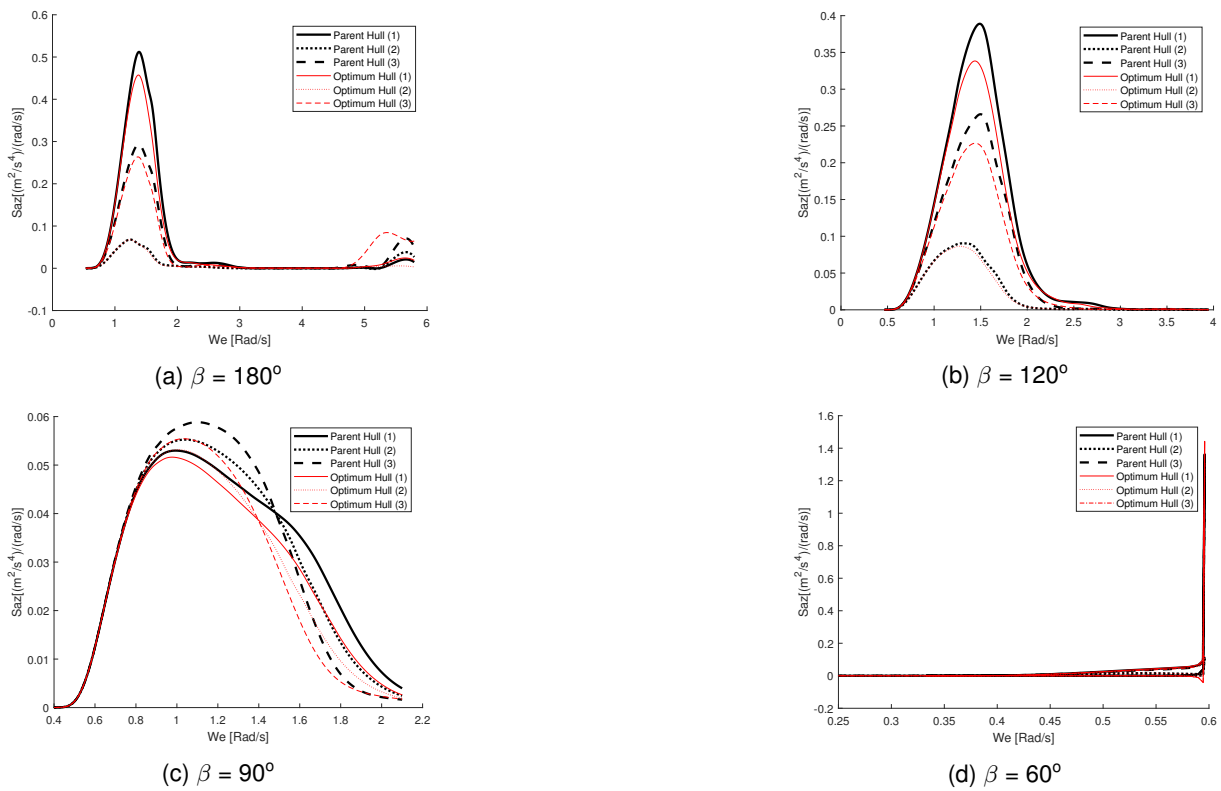 0.6
0.5
0.4
0.3
0.2
0.1
0
-0.1
Saz[(m²/s⁴)/(rad/s)]
0 1 2 3 4 5 6
We [Rad/s]
Parent Hull (1)
Parent Hull (2)
Parent Hull (3)
Optimum Hull (1)
Optimum Hull (2)
Optimum Hull (3)
(a) β = 180°
0.4
0.35
0.3
0.25
0.2
0.15
0.1
0.05
0
Saz[(m²/s⁴)/(rad/s)]
0 0.5 1 1.5 2 2.5 3 3.5 4
We [Rad/s]
Parent Hull (1)
Parent Hull (2)
Parent Hull (3)
Optimum Hull (1)
Optimum Hull (2)
Optimum Hull (3)
(b) β = 120°
0.06
0.05
0.04
0.03
0.02
0.01
0
Saz[(m²/s⁴)/(rad/s)]
0.4 0.6 0.8 1 1.2 1.4 1.6 1.8 2 2.2
We [Rad/s]
Parent Hull (1)
Parent Hull (2)
Parent Hull (3)
Optimum Hull (1)
Optimum Hull (2)
Optimum Hull (3)
(c) β = 90°
1.6
1.4
1.2
1
0.8
0.6
0.4
0.2
0
-0.2
Saz[(m²/s⁴)/(rad/s)]
0.25 0.3 0.35 0.4 0.45 0.5 0.55 0.6
We [Rad/s]
Parent Hull (1)
Parent Hull (2)
Parent Hull (3)
Optimum Hull (1)
Optimum Hull (2)
Optimum Hull (3)
(d) β = 60°